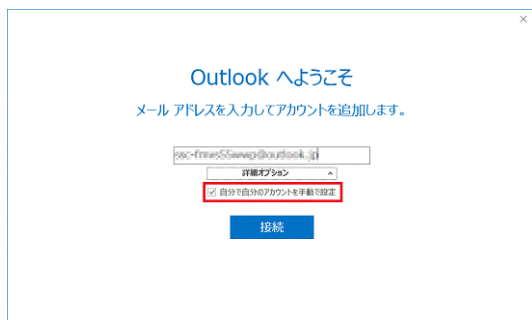 Outlook へようこそ
メール アドレスを入力してアカウントを追加します。
詳細オプション
自分で自分のアカウントを手動で設定
接続